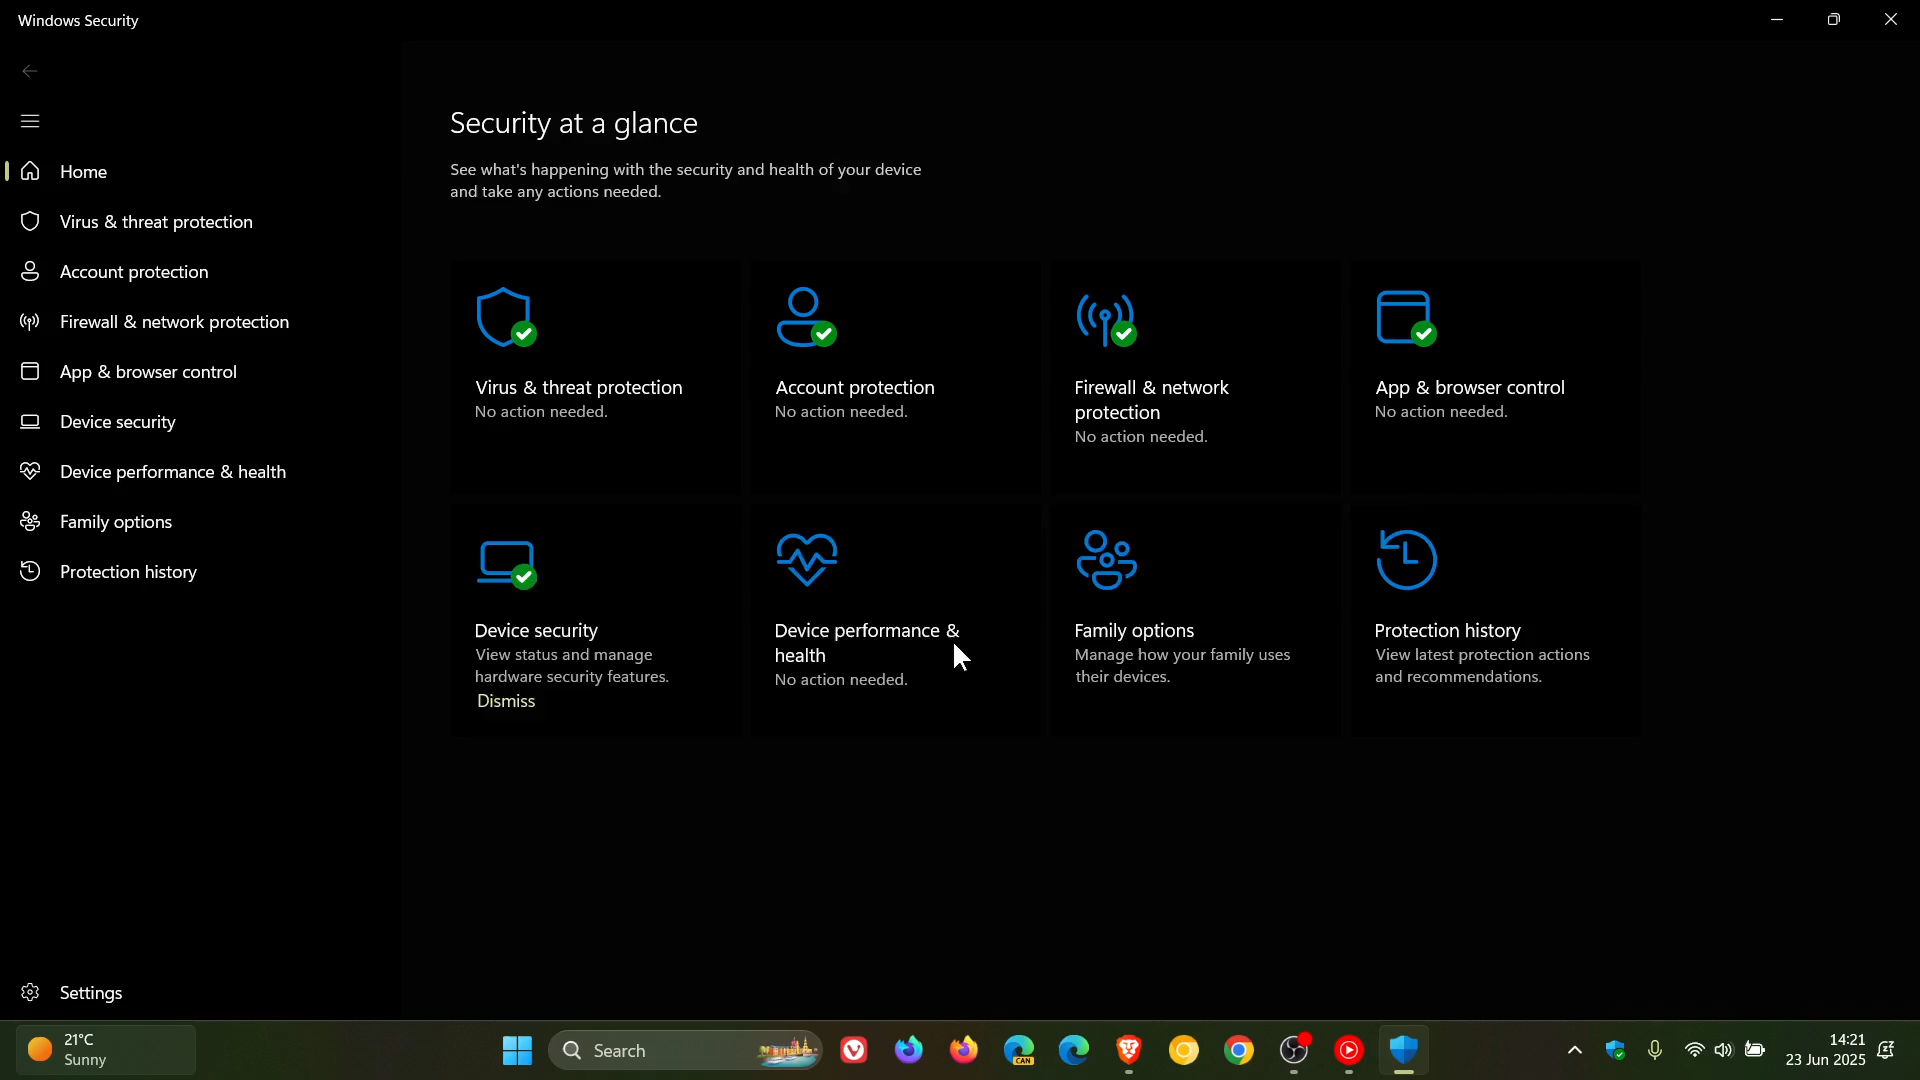 Windows Security
Home
Virus & threat protection
Account protection
Firewall & network protection
App & browser control
Device security
Device performance & health
Family options
Protection history
Settings
Security at a glance
See what's happening with the security and health of your device
and take any actions needed.
Virus & threat protection
No action needed.
Account protection
No action needed.
Firewall & network
protection
No action needed.
App & browser control
No action needed.
Device security
View status and manage
hardware security features.
Dismiss
Device performance &
health
No action needed.
Family options
Manage how your family uses
their devices.
Protection history
View latest protection actions
and recommendations.
21°C
Sunny
Search
CAN
14:21
23 Jun 2025